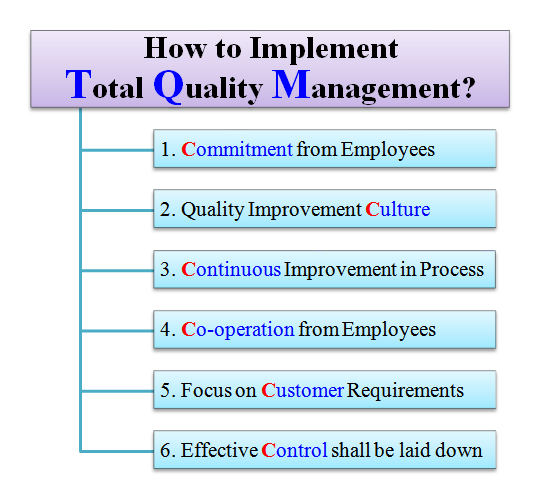 How to Implement
Total Quality Management?
1. Commitment from Employees
2. Quality Improvement Culture
3. Continuous Improvement in Process
4. Co-operation from Employees
5. Focus on Customer Requirements
6. Effective Control shall be laid down